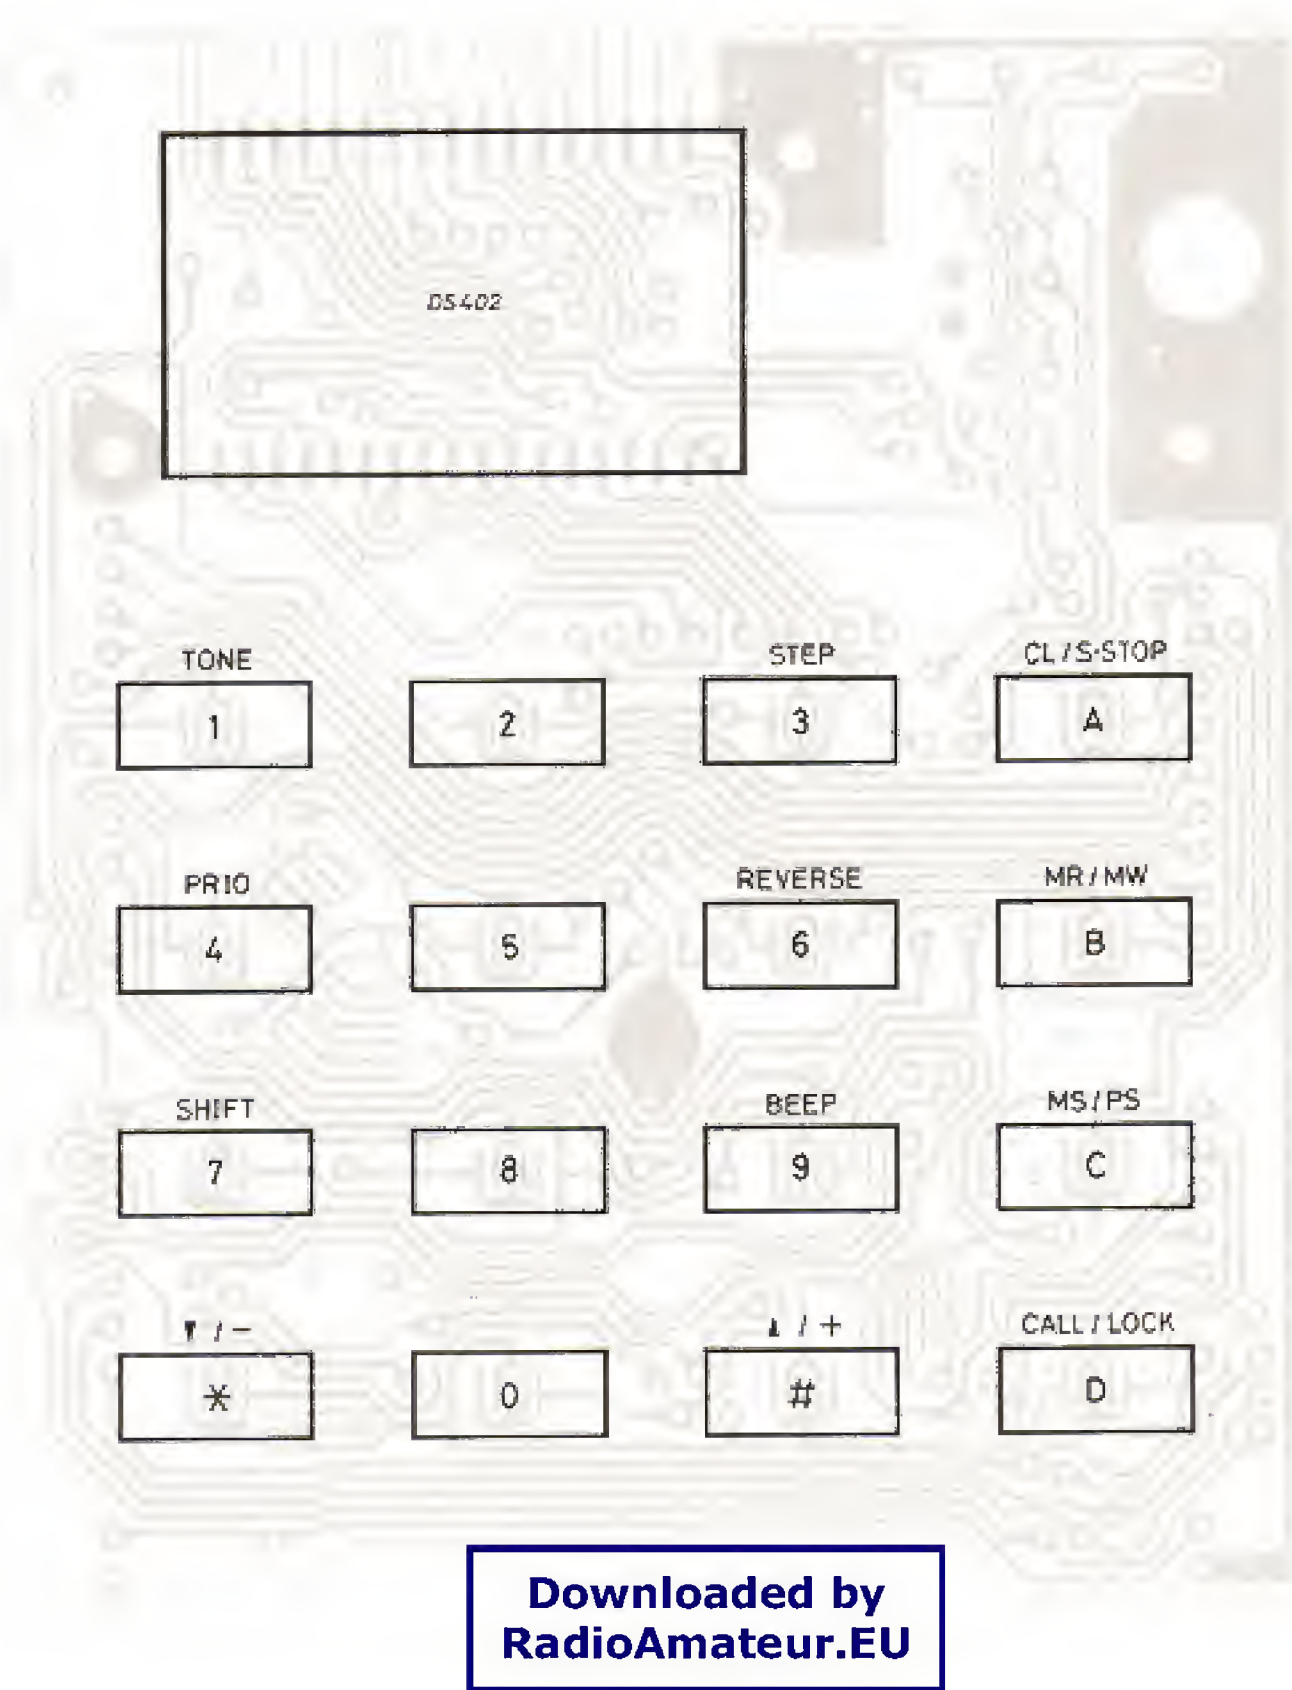 DS402
TONE STEP CL/S-STOP
1 2 3 A
PRIO REVERSE MR/MW
4 5 6 B
SHIFT BEEP MS/PS
7 8 9 C
▼/− ▲/+ CALL/LOCK
* 0 # D
Downloaded by
RadioAmateur.EU